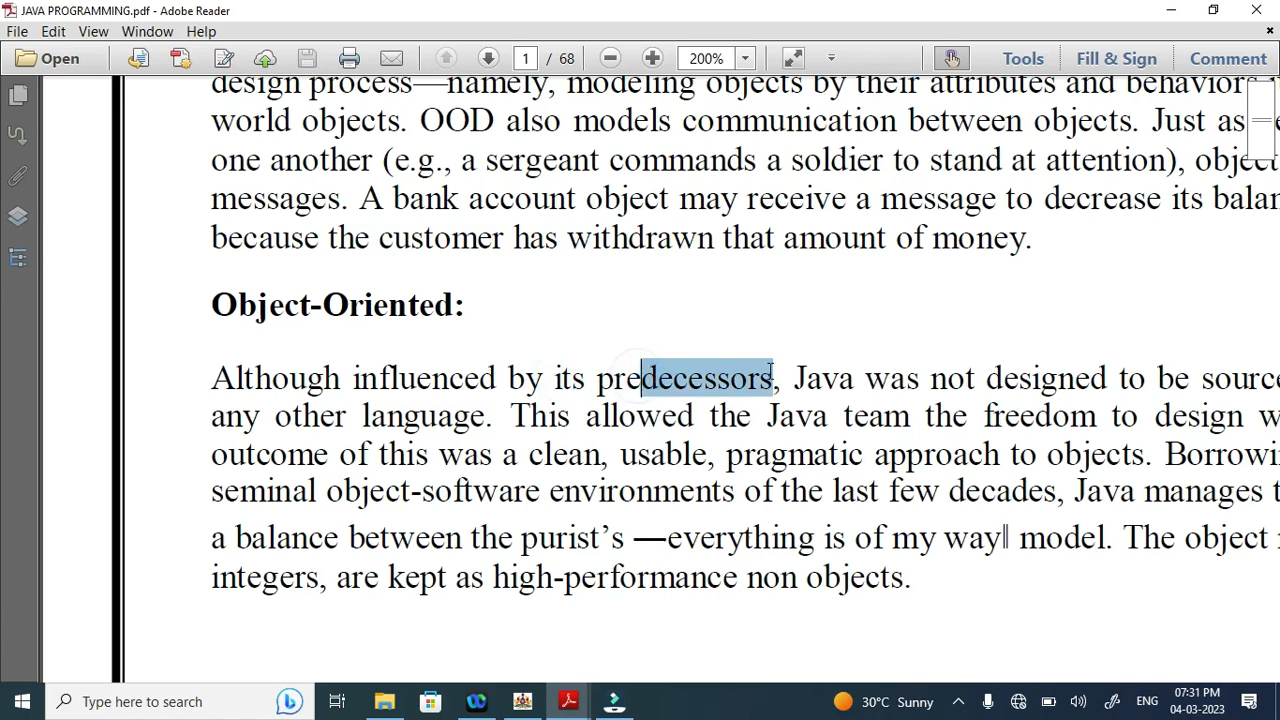 JAVA PROGRAMMING.pdf - Adobe Reader
File Edit View Window Help
Open 1 / 68 200% Tools Fill & Sign Comment
design process—namely, modeling objects by their attributes and behaviors
world objects. OOD also models communication between objects. Just as
one another (e.g., a sergeant commands a soldier to stand at attention), objec
messages. A bank account object may receive a message to decrease its balan
because the customer has withdrawn that amount of money.
Object-Oriented:
Although influenced by its predecessors, Java was not designed to be source
any other language. This allowed the Java team the freedom to design w
outcome of this was a clean, usable, pragmatic approach to objects. Borrowi
seminal object-software environments of the last few decades, Java manages t
a balance between the purist’s ―everything is of my way‖ model. The object
integers, are kept as high-performance non objects.
Type here to search 30°C Sunny ENG 07:31 PM
04-03-2023